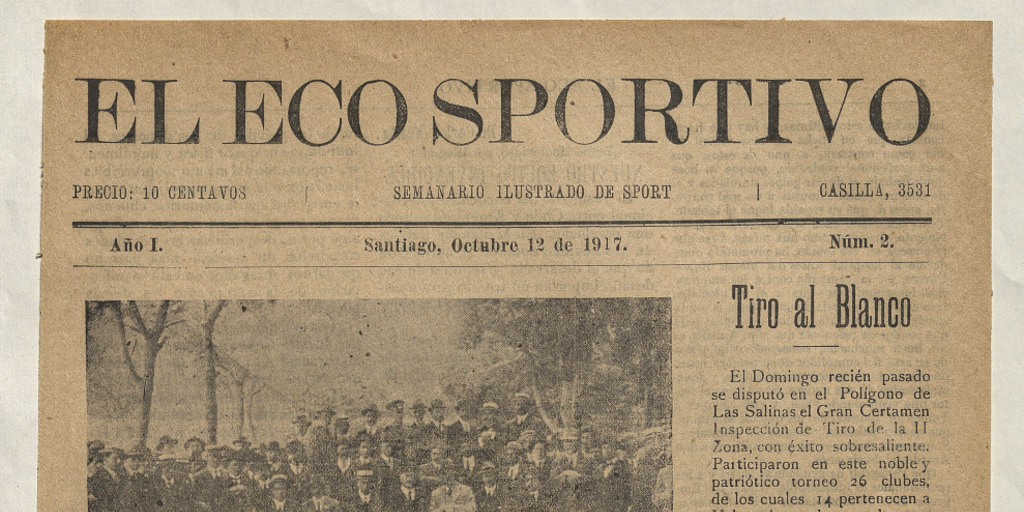 EL ECO SPORTIVO
PRECIO: 10 CENTAVOS | SEMANARIO ILUSTRADO DE SPORT | CASILLA, 3531
Año I. Santiago, Octubre 12 de 1917. Núm. 2.
Tiro al Blanco
El Domingo recién pasado
se disputó en el Polígono de
Las Salinas el Gran Certamen
Inspección de Tiro de la II
Zona, con éxito sobresaliente.
Participaron en este noble y
patriótico torneo 26 clubes,
de los cuales 14 pertenecen a